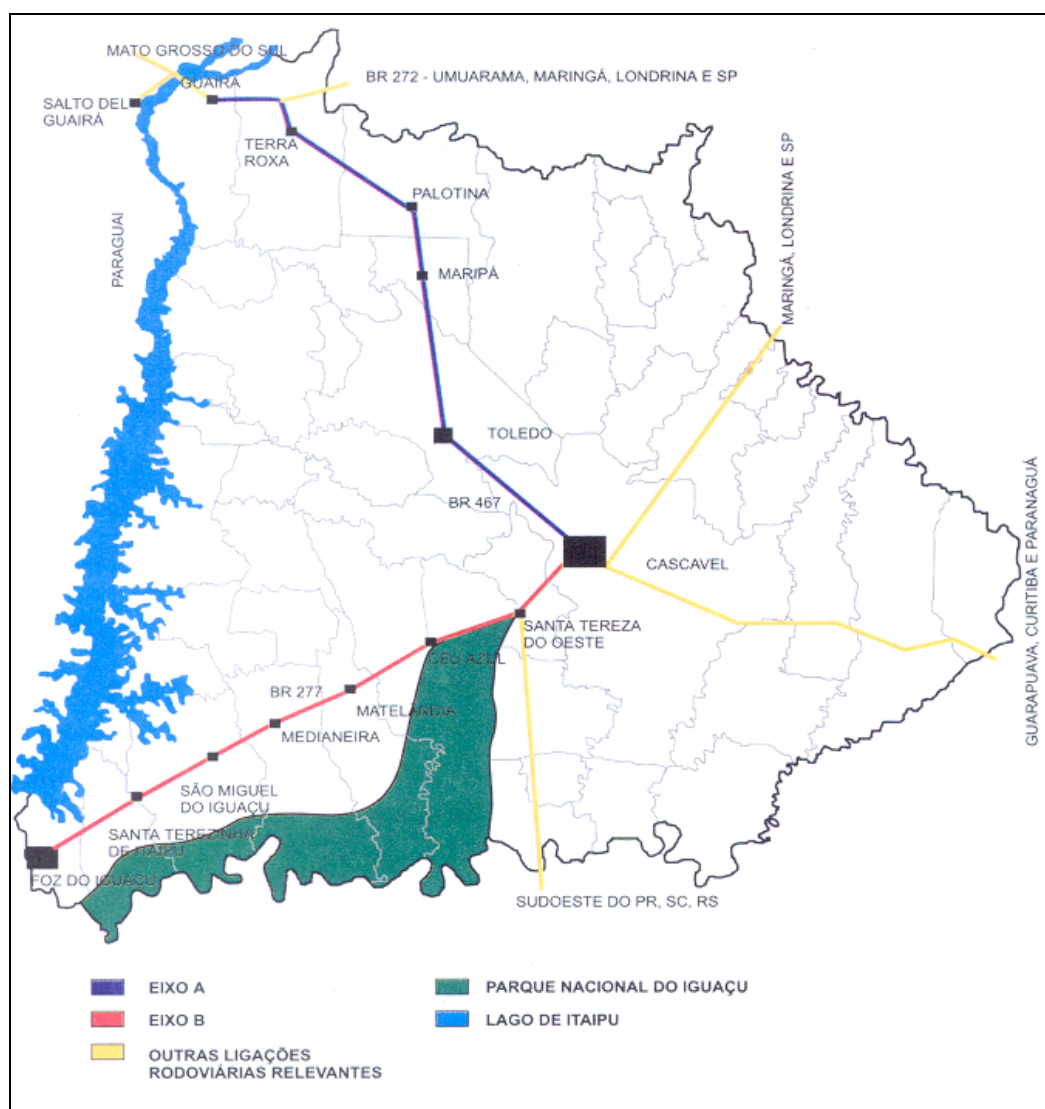 MATO GROSSO DO SUL
GUAIRA
BR 272 - UMUARAMA, MARINGÁ, LONDRINA E SP
SALTO DEL
GUAIRÁ
TERRA
ROXA
PALOTINA
PARAGUAI
MARIPÁ
MARINGÁ, LONDRINA E SP
TOLEDO
BR 467
CASCAVEL
SANTA TEREZA
DO OESTE
CÉU AZUL
GUARAPUAVA, CURITIBA E PARANAGUÁ
BR 277
MATELANDIA
MEDIANEIRA
SÃO MIGUEL
DO IGUAÇU
SANTA TEREZINHA
DE ITAIPU
FOZ DO IGUAÇU
SUDOESTE DO PR, SC, RS
EIXO A
EIXO B
OUTRAS LIGAÇÕES
RODOVIÁRIAS RELEVANTES
PARQUE NACIONAL DO IGUAÇU
LAGO DE ITAIPU